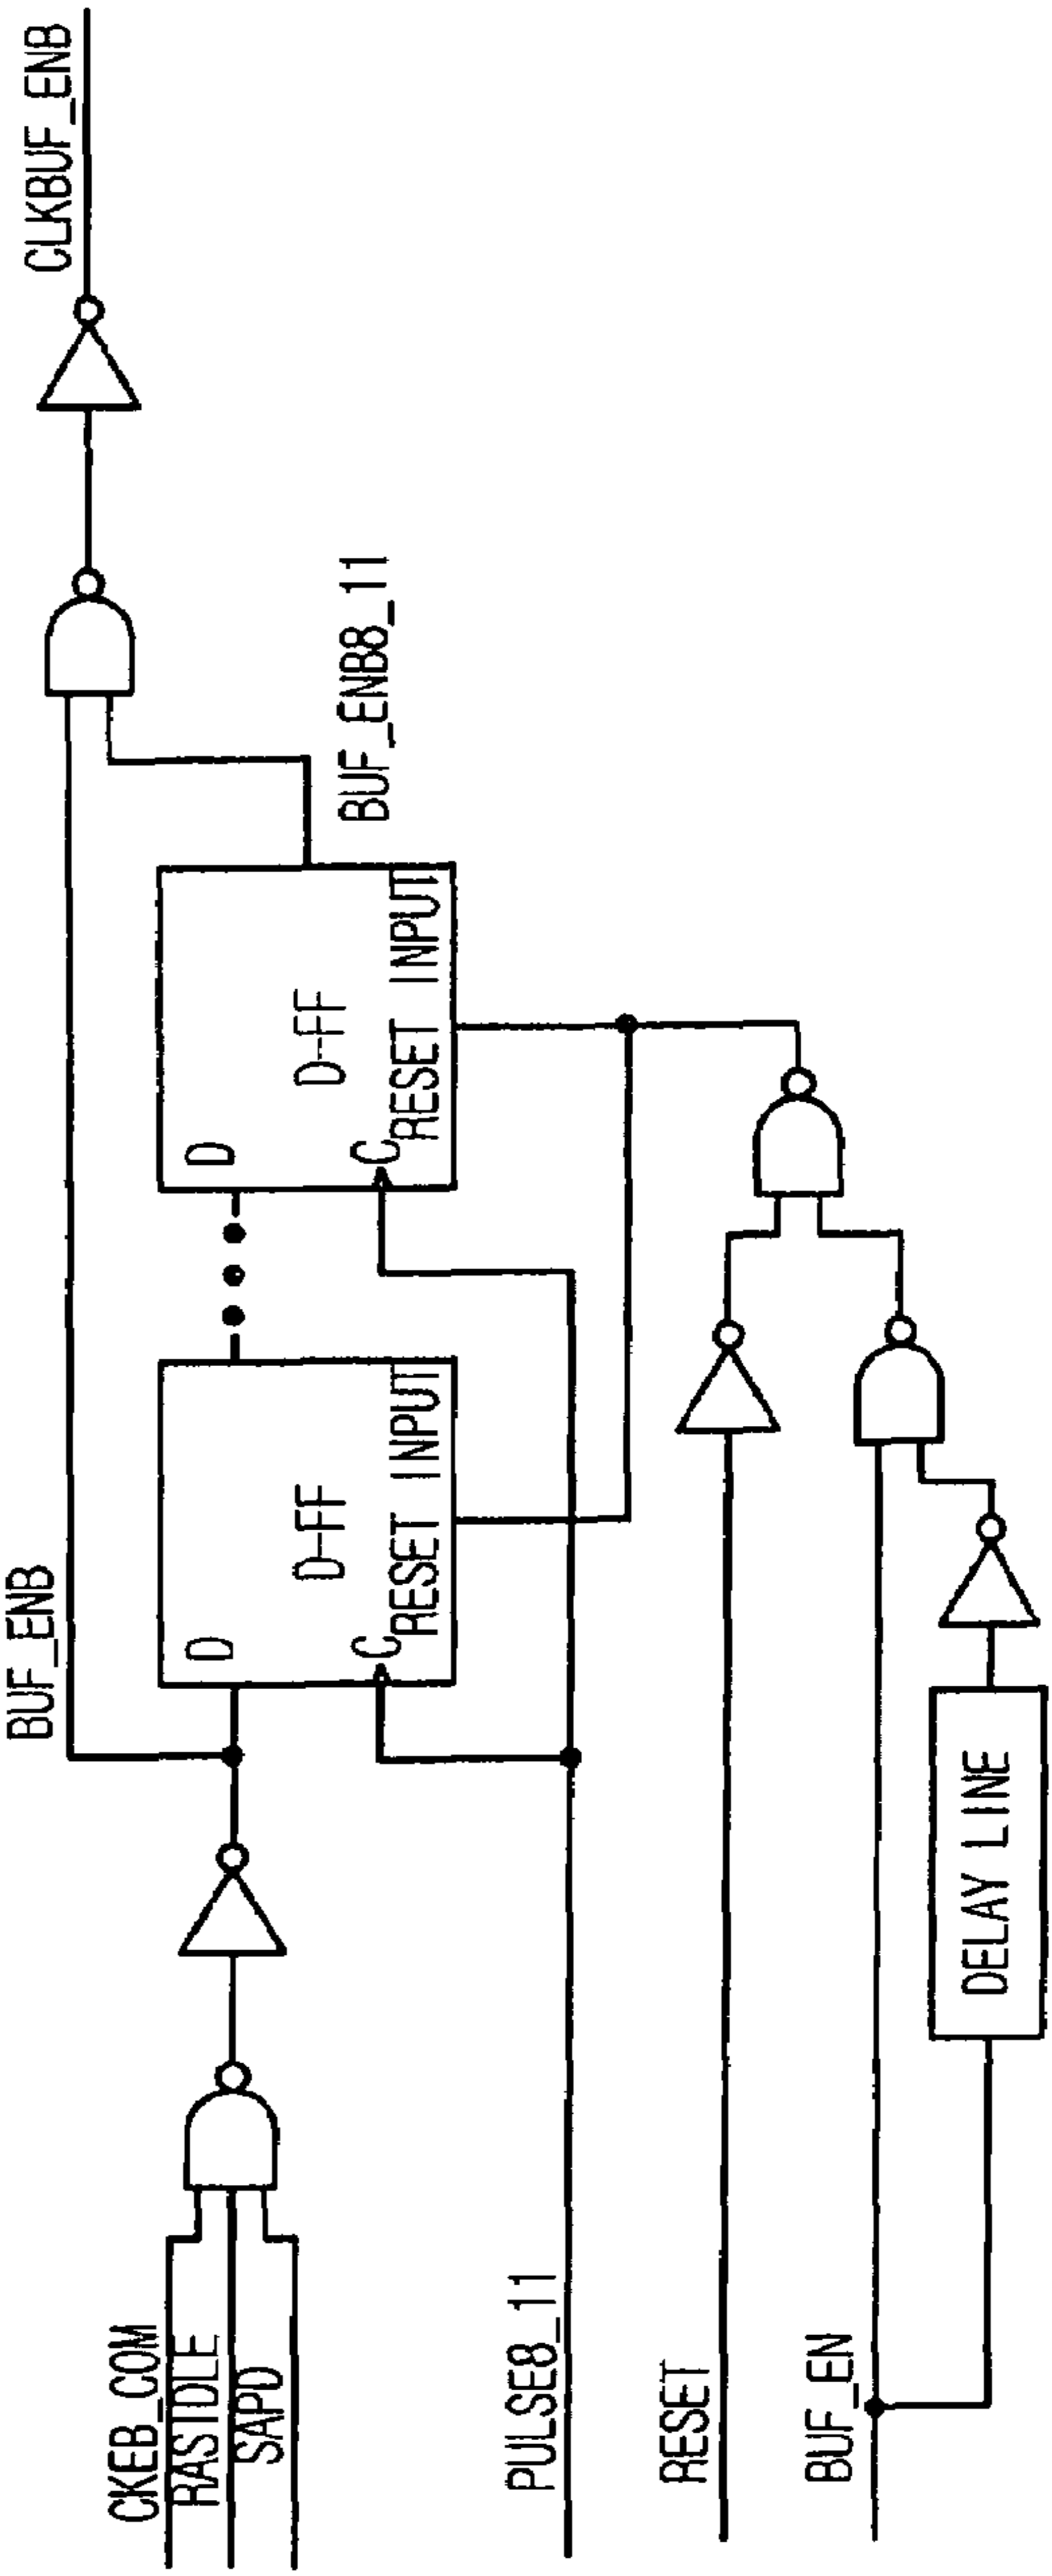 BUF_ENB
CLKBUF_ENB
CKEB_COM
RASIDLE
SAPD
D
D-FF
C
RESET INPUT
D
D-FF
C
RESET INPUT
BUF_ENB8_11
PULSE8_11
RESET
BUF_EN
DELAY LINE